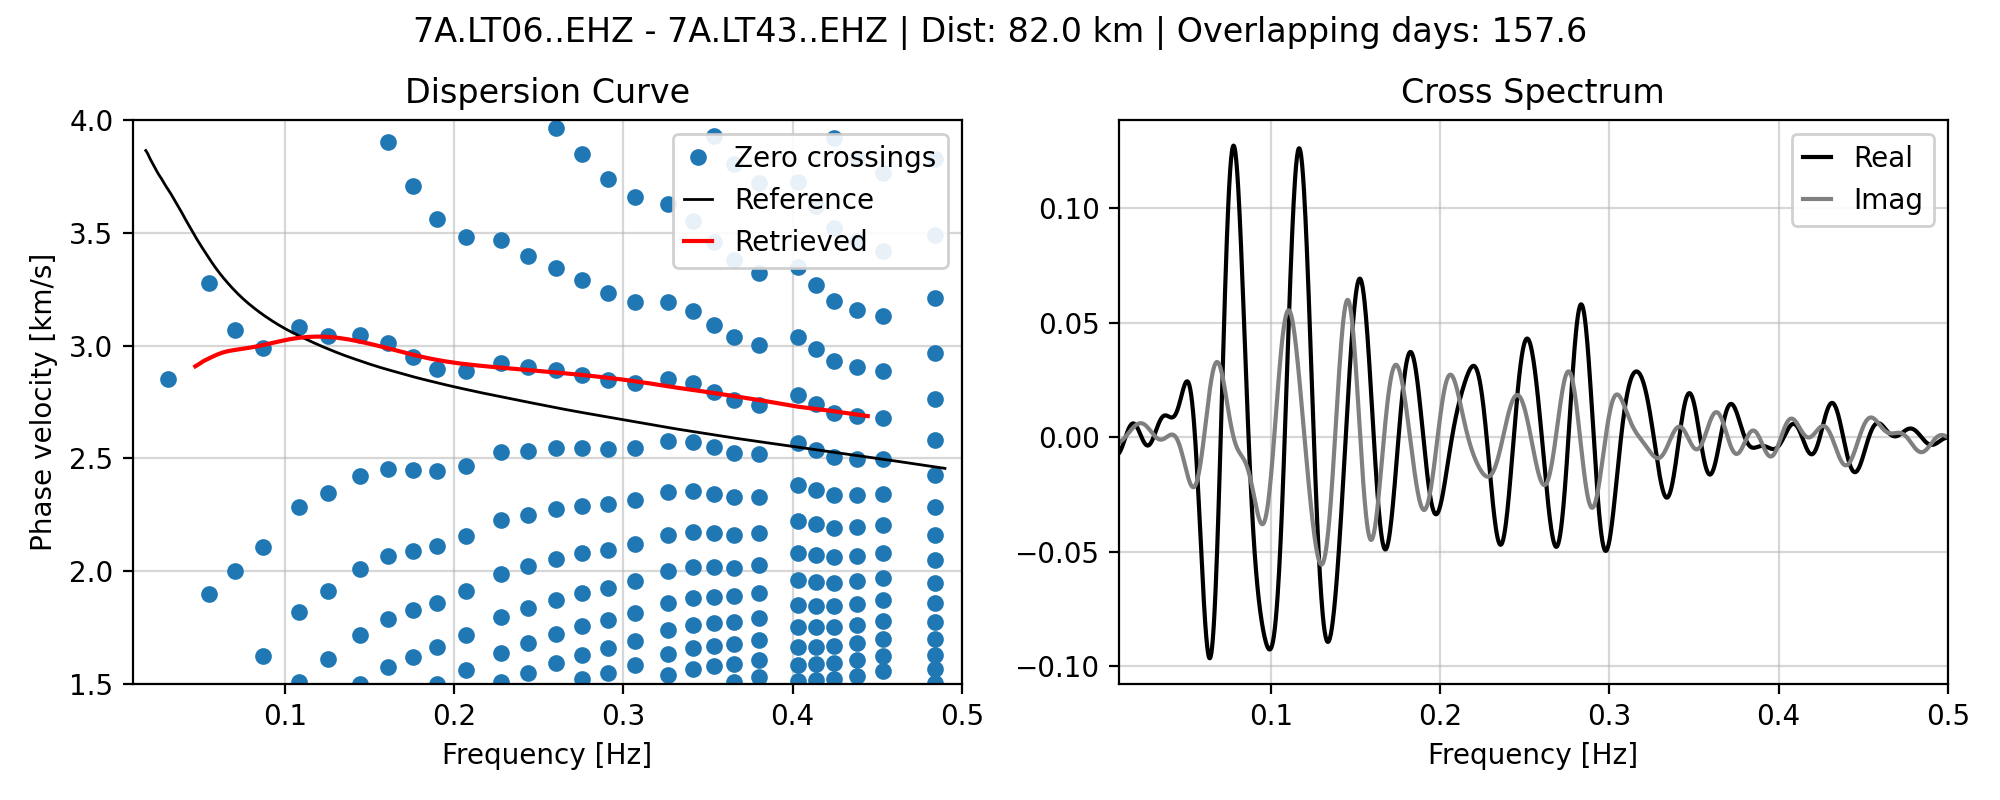 7A.LT06..EHZ - 7A.LT43..EHZ | Dist: 82.0 km | Overlapping days: 157.6
Dispersion Curve
4.0
3.5
3.0
2.5
2.0
1.5
Phase velocity [km/s]
0.1
0.2
0.3
0.4
0.5
Frequency [Hz]
Zero crossings
Reference
Retrieved
Cross Spectrum
0.10
0.05
0.00
−0.05
−0.10
0.1
0.2
0.3
0.4
0.5
Frequency [Hz]
Real
Imag